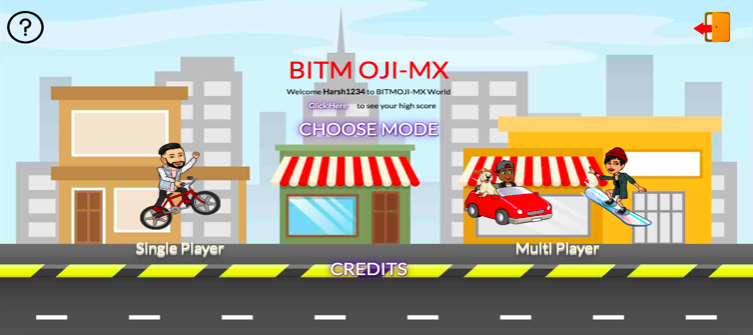 ?
BITM OJI-MX
Welcome Harsh1234 to BITMOJI-MX World
Click Here to see your high score
CHOOSE MODE
Single Player
Multi Player
CREDITS